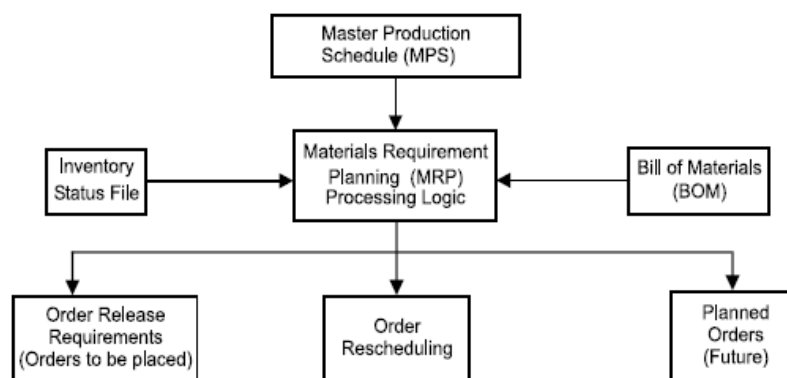 Master Production
Schedule (MPS)
Inventory
Status File
Materials Requirement
Planning (MRP)
Processing Logic
Bill of Materials
(BOM)
Order Release
Requirements
(Orders to be placed)
Order
Rescheduling
Planned
Orders
(Future)